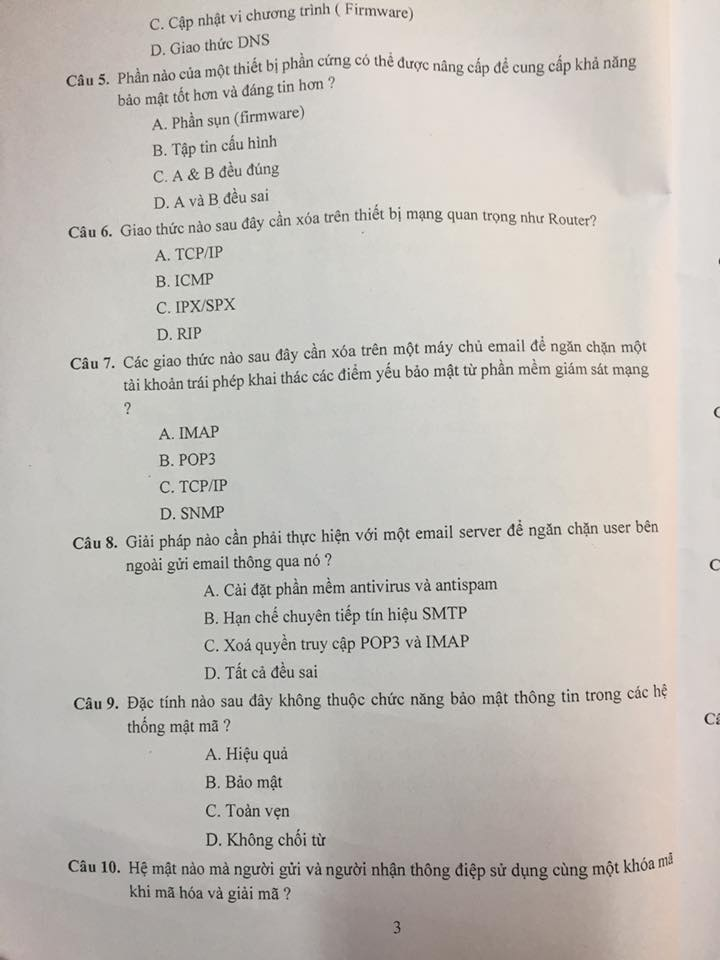 C. Cập nhật vi chương trình ( Firmware)
D. Giao thức DNS
Câu 5. Phần nào của một thiết bị phần cứng có thể được nâng cấp để cung cấp khả năng
bảo mật tốt hơn và đáng tin hơn ?
A. Phần sụn (firmware)
B. Tập tin cấu hình
C. A & B đều đúng
D. A và B đều sai
Câu 6. Giao thức nào sau đây cần xóa trên thiết bị mạng quan trọng như Router?
A. TCP/IP
B. ICMP
C. IPX/SPX
D. RIP
Câu 7. Các giao thức nào sau đây cần xóa trên một máy chủ email để ngăn chặn một
tài khoản trái phép khai thác các điểm yếu bảo mật từ phần mềm giám sát mạng
?
A. IMAP
B. POP3
C. TCP/IP
D. SNMP
Câu 8. Giải pháp nào cần phải thực hiện với một email server để ngăn chặn user bên
ngoài gửi email thông qua nó ?
A. Cài đặt phần mềm antivirus và antispam
B. Hạn chế chuyên tiếp tín hiệu SMTP
C. Xoá quyền truy cập POP3 và IMAP
D. Tất cả đều sai
Câu 9. Đặc tính nào sau đây không thuộc chức năng bảo mật thông tin trong các hệ
thống mật mã ?
A. Hiệu quả
B. Bảo mật
C. Toàn vẹn
D. Không chối từ
Câu 10. Hệ mật nào mà người gửi và người nhận thông điệp sử dụng cùng một khóa mã
khi mã hóa và giải mã ?
3